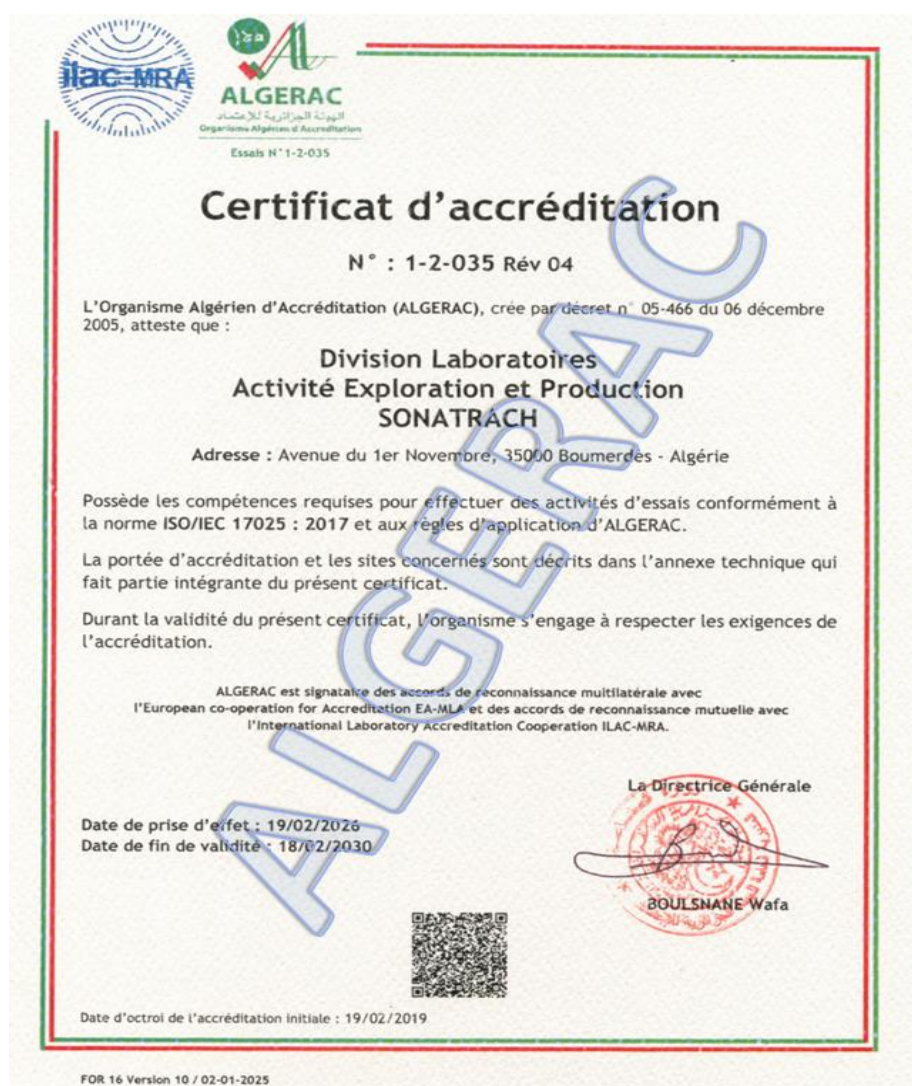 ilac-MRA
ALGERAC
الهيئة الجزائرية للإعتماد
Organisme Algérien d'Accréditation
Essais N° 1-2-035
Certificat d'accréditation
N° : 1-2-035 Rév 04
L'Organisme Algérien d'Accréditation (ALGERAC), crée par décret n° 05-466 du 06 décembre
2005, atteste que :
Division Laboratoires
Activité Exploration et Production
SONATRACH
Adresse : Avenue du 1er Novembre, 35000 Boumerdes - Algérie
Possède les compétences requises pour effectuer des activités d'essais conformément à
la norme ISO/IEC 17025 : 2017 et aux règles d'application d'ALGERAC.
La portée d'accréditation et les sites concernés sont décrits dans l'annexe technique qui
fait partie intégrante du présent certificat.
Durant la validité du présent certificat, l'organisme s'engage à respecter les exigences de
l'accréditation.
ALGERAC est signataire des accords de reconnaissance multilatérale avec
l'European co-operation for Accreditation EA-MLA et des accords de reconnaissance mutuelle avec
l'International Laboratory Accreditation Cooperation ILAC-MRA.
ALGERAC
La Directrice Générale
Date de prise d'effet : 19/02/2026
Date de fin de validité : 18/02/2030
BOULSNANE Wafa
Date d'octroi de l'accréditation initiale : 19/02/2019
FOR 16 Version 10 / 02-01-2025